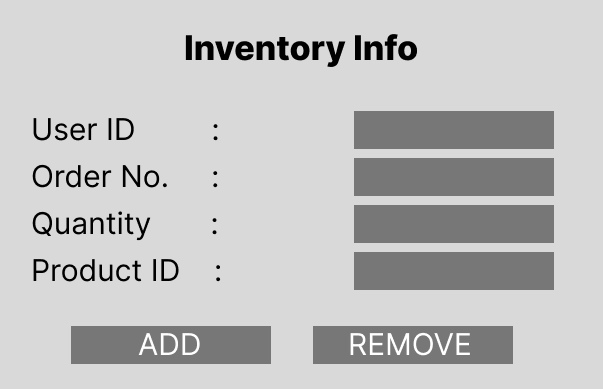 Inventory Info
User ID :
Order No. :
Quantity :
Product ID :
ADD REMOVE